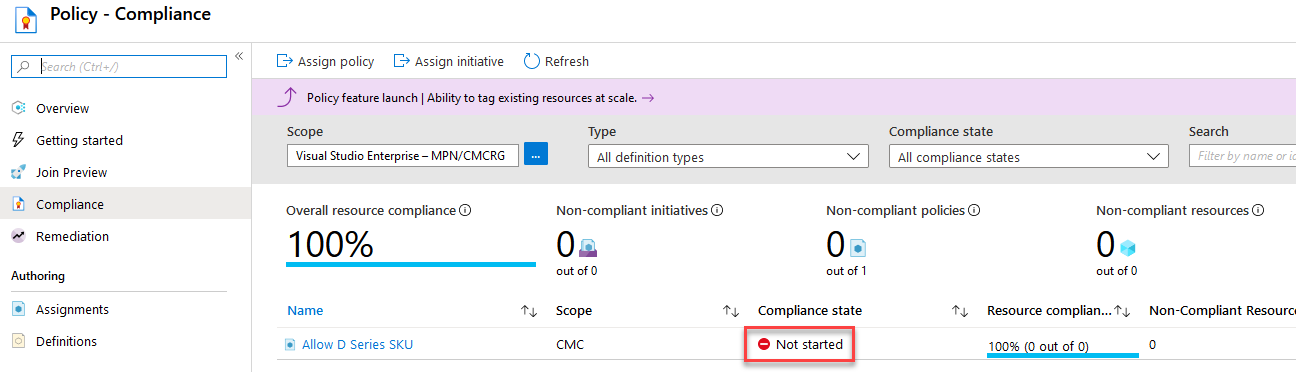 Policy - Compliance
Search (Ctrl+/)
«
Overview
Getting started
Join Preview
Compliance
Remediation
Authoring
Assignments
Definitions
Assign policy Assign initiative Refresh
Policy feature launch | Ability to tag existing resources at scale. →
Scope Type Compliance state Search
Visual Studio Enterprise – MPN/CMCRG ... All definition types All compliance states Filter by name or id
Overall resource compliance Non-compliant initiatives Non-compliant policies Non-compliant resources
100% 0 0 0
out of 0 out of 1 out of 0
Name Scope Compliance state Resource complian... Non-Compliant Resource
Allow D Series SKU CMC Not started 100% (0 out of 0) 0